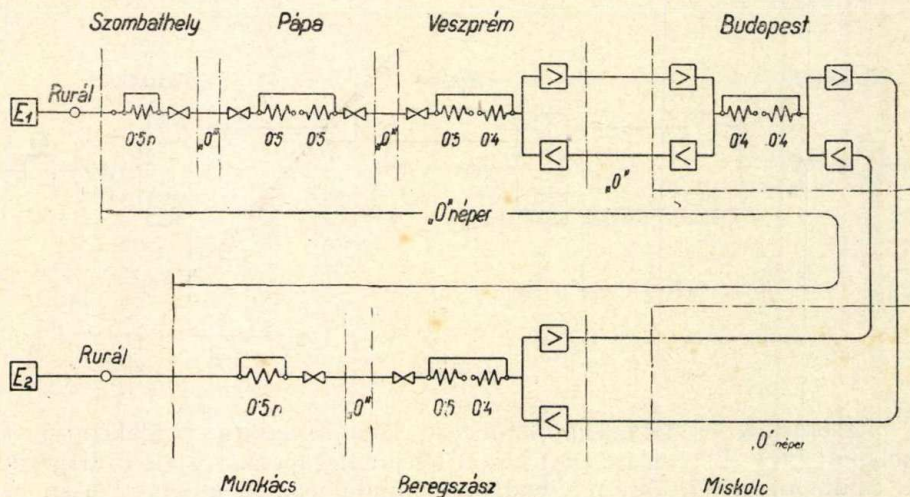 Szombathely Pápa Veszprém Budapest
E1 Rurál
0·5n „0" 0·5 0·5 „0" 0·5 0·4 „0" 0·4 0·4
„0" néper
E2 Rurál
0·5n „0" 0·5 0·4 „0" néper
Munkács Beregszász Miskolc